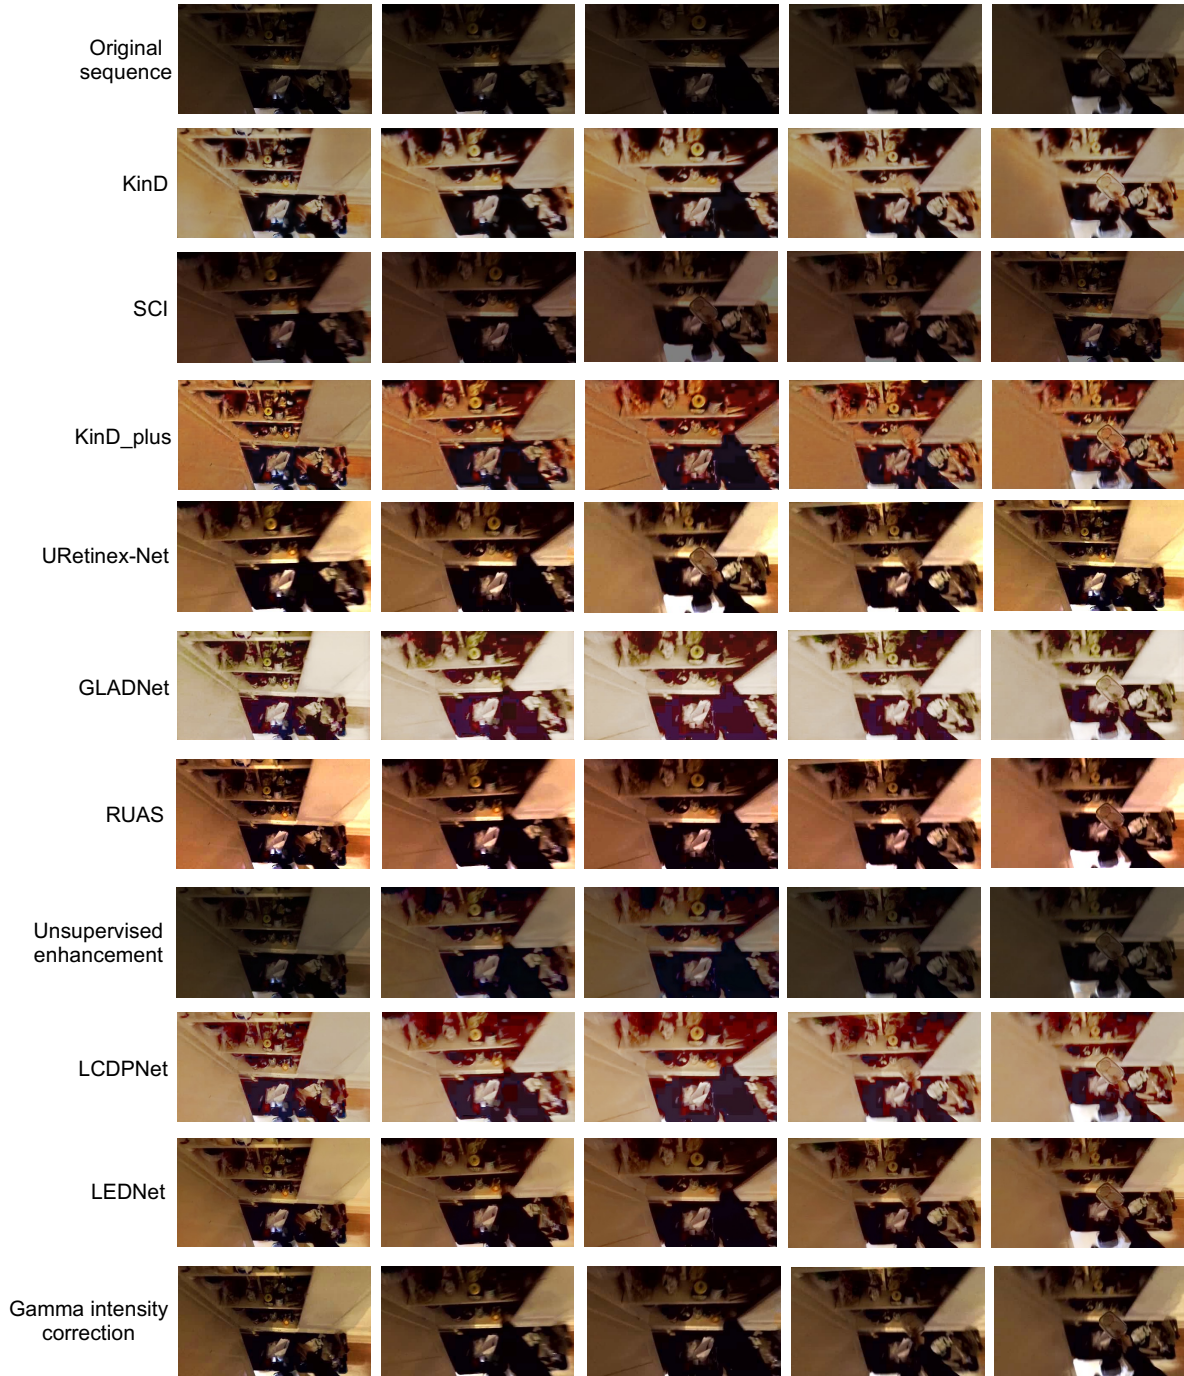 Original
sequence
KinD
SCI
KinD_plus
URetinex-Net
GLADNet
RUAS
Unsupervised
enhancement
LCDPNet
LEDNet
Gamma intensity
correction